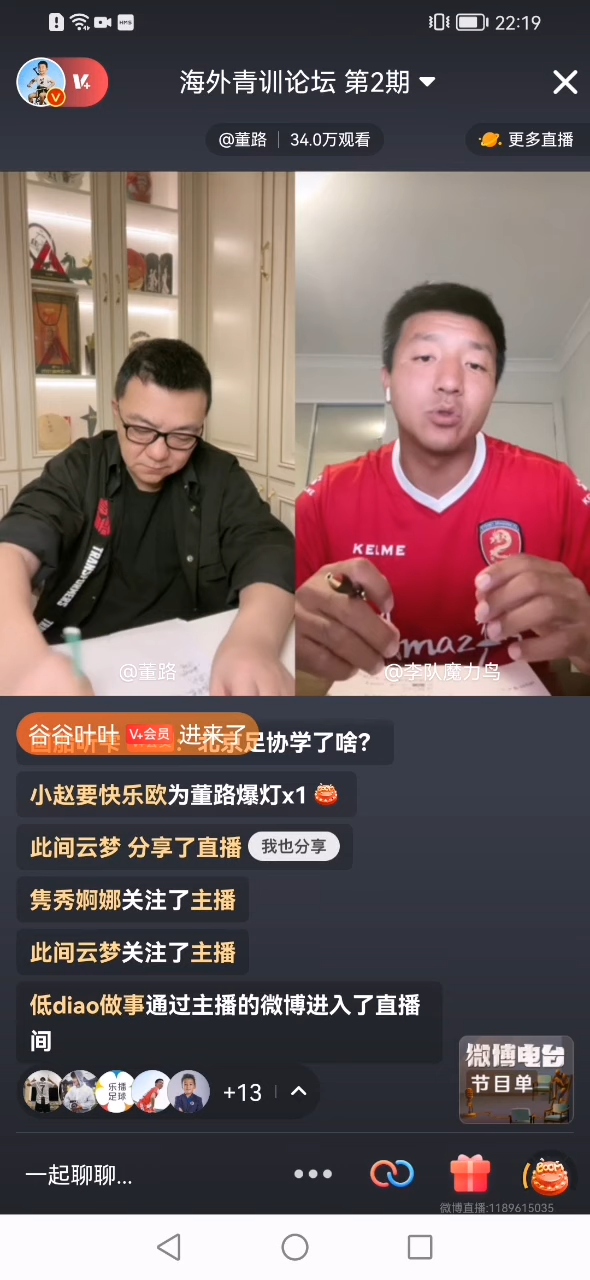 22:19
V+
海外青训论坛 第2期
@董路 34.0万观看
更多直播
KELME
@董路
@李队魔力鸟
谷谷叶叶 V+会员 进来了
北京足协学了啥？
小赵要快乐欧为董路爆灯x1
此间云梦 分享了直播 我也分享
隽秀婀娜关注了主播
此间云梦关注了主播
低diao做事通过主播的微博进入了直播
间
乐播
足球
+13
微博电台
节目单
一起聊聊...
微博直播:1189615035